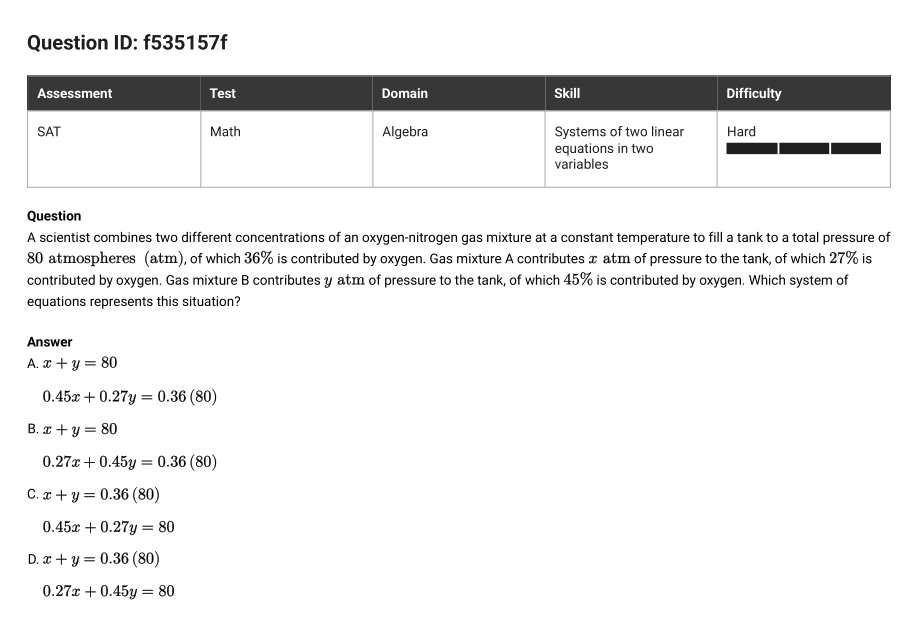 Question ID: f535157f
Assessment Test Domain Skill Difficulty
SAT Math Algebra Systems of two linear Hard
equations in two
variables
Question
A scientist combines two different concentrations of an oxygen-nitrogen gas mixture at a constant temperature to fill a tank to a total pressure of
80 atmospheres (atm), of which 36% is contributed by oxygen. Gas mixture A contributes x atm of pressure to the tank, of which 27% is
contributed by oxygen. Gas mixture B contributes y atm of pressure to the tank, of which 45% is contributed by oxygen. Which system of
equations represents this situation?
Answer
A. x + y = 80
0.45x + 0.27y = 0.36 (80)
B. x + y = 80
0.27x + 0.45y = 0.36 (80)
C. x + y = 0.36 (80)
0.45x + 0.27y = 80
D. x + y = 0.36 (80)
0.27x + 0.45y = 80